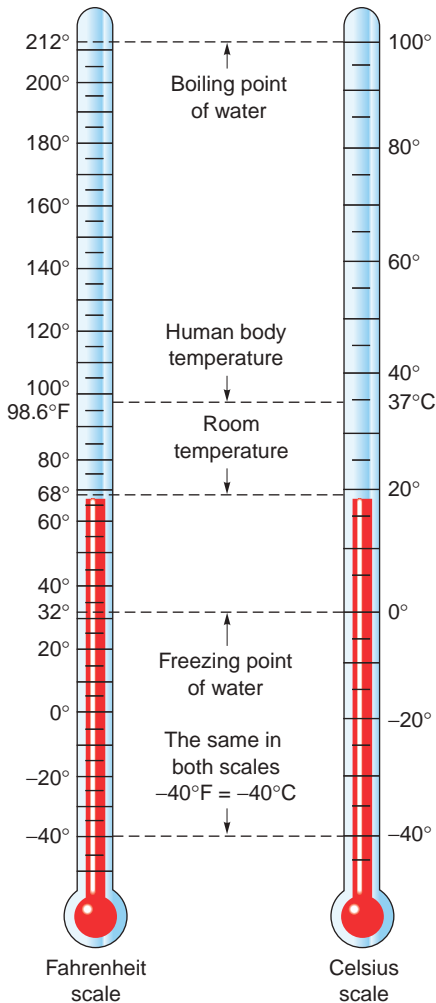 212°
200°
180°
160°
140°
120°
100°
98.6°F
80°
68°
60°
40°
32°
20°
0°
−20°
−40°
Boiling point
of water
Human body
temperature
Room
temperature
Freezing point
of water
The same in
both scales
−40°F = −40°C
100°
80°
60°
40°
37°C
20°
0°
−20°
−40°
Fahrenheit
scale
Celsius
scale